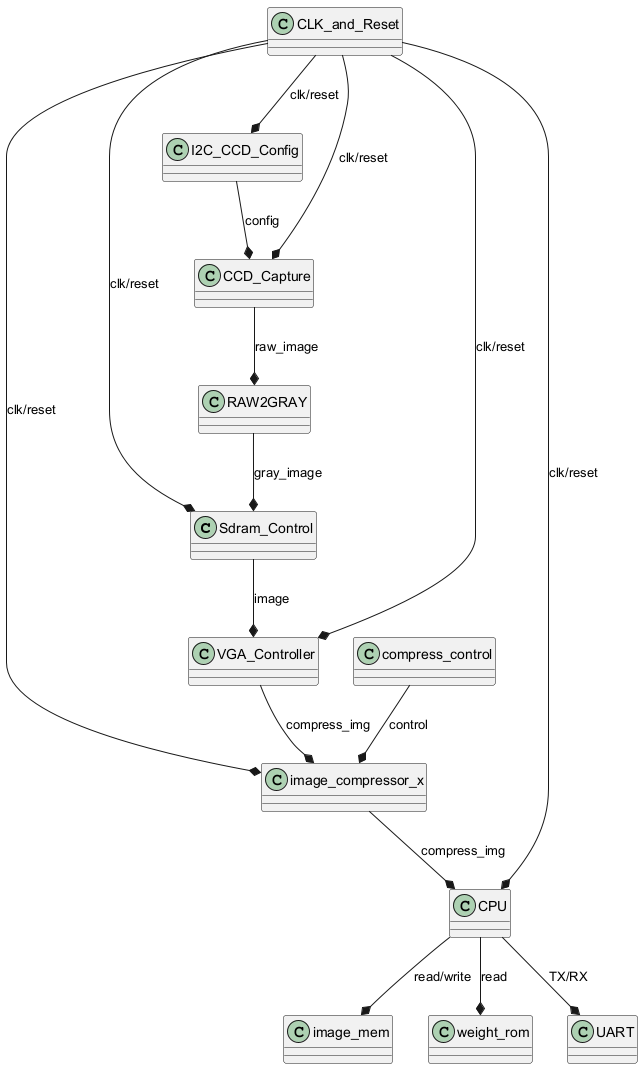 C CLK_and_Reset
clk/reset
C I2C_CCD_Config
clk/reset
config
C CCD_Capture
clk/reset
raw_image
clk/reset
C RAW2GRAY
clk/reset
gray_image
clk/reset
C Sdram_Control
image
C VGA_Controller
C compress_control
compress_img
control
C image_compressor_x
compress_img
C CPU
read/write
read
TX/RX
C image_mem
C weight_rom
C UART